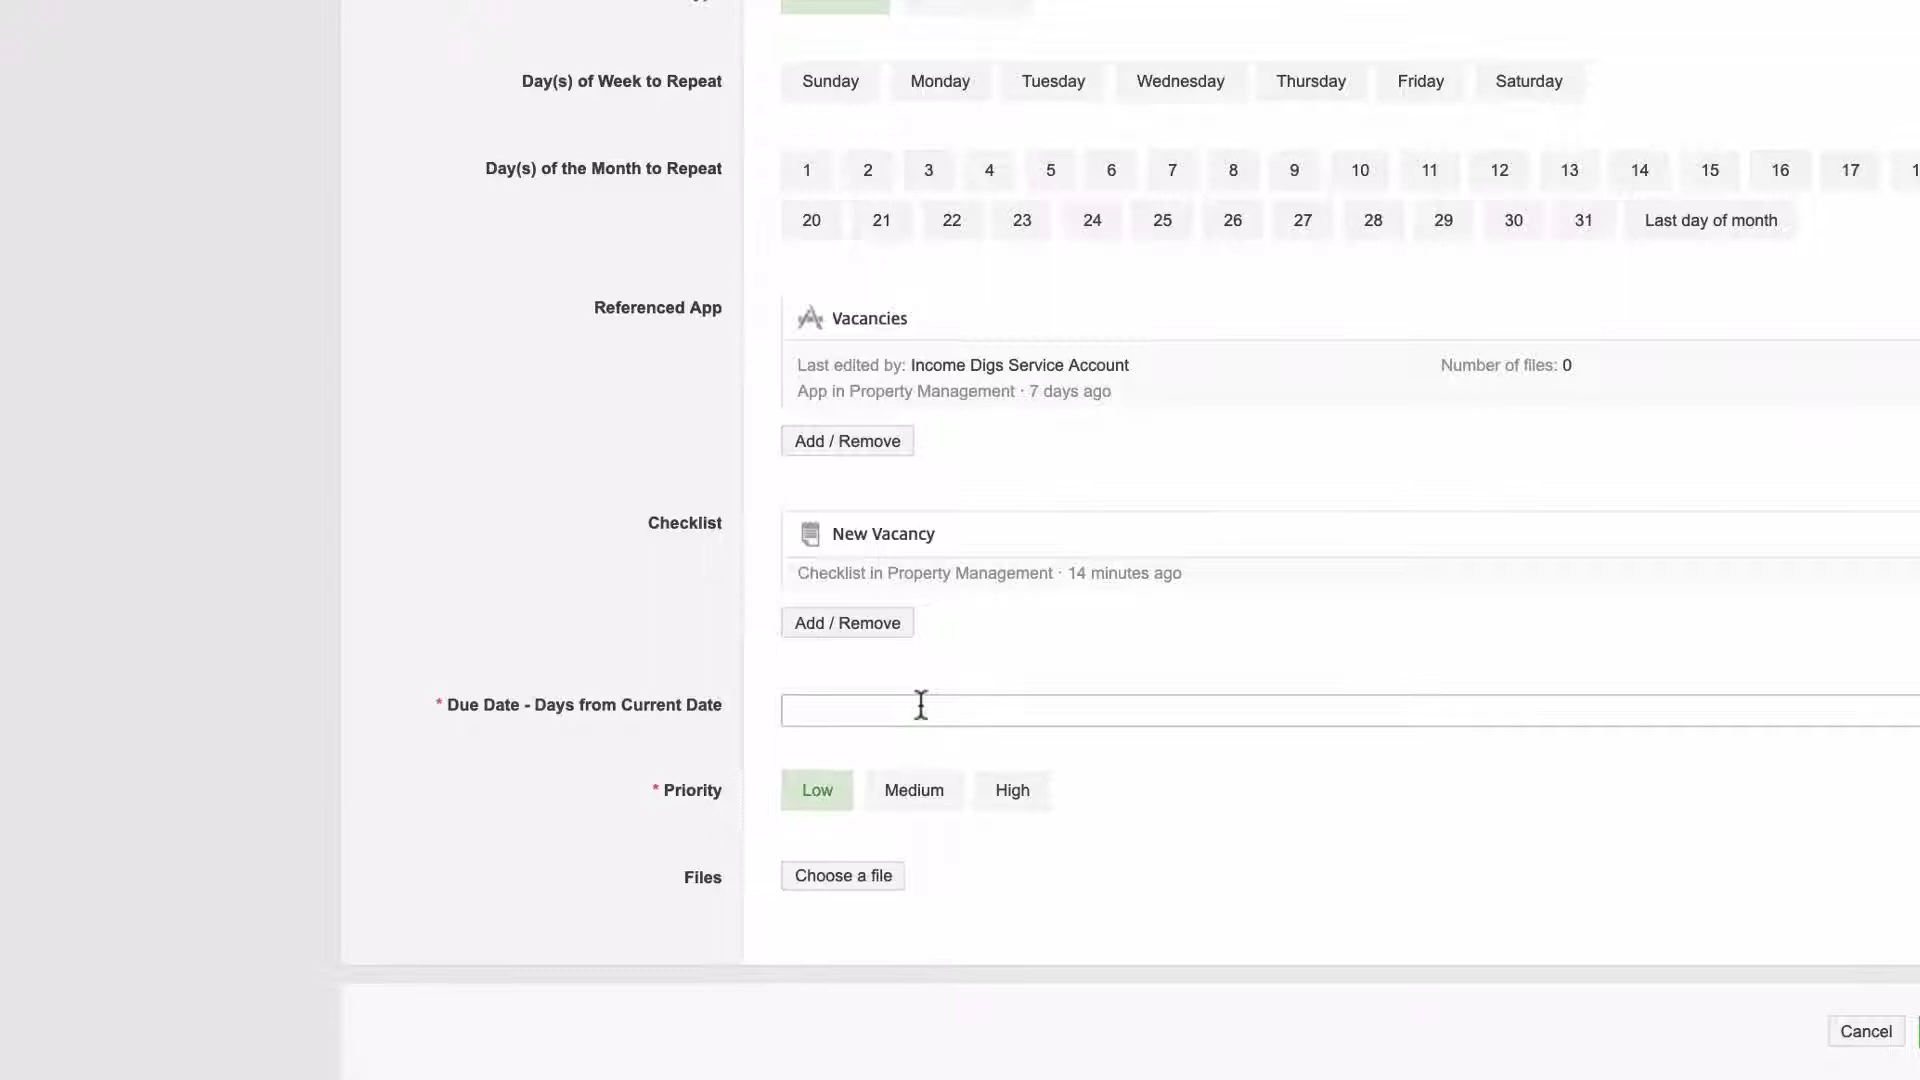 Day(s) of Week to Repeat Sunday Monday Tuesday Wednesday Thursday Friday Saturday
Day(s) of the Month to Repeat 1 2 3 4 5 6 7 8 9 10 11 12 13 14 15 16 17
20 21 22 23 24 25 26 27 28 29 30 31 Last day of month
Referenced App
Vacancies
Last edited by: Income Digs Service Account Number of files: 0
App in Property Management · 7 days ago
Add / Remove
Checklist
New Vacancy
Checklist in Property Management · 14 minutes ago
Add / Remove
* Due Date - Days from Current Date
* Priority Low Medium High
Files Choose a file
Cancel